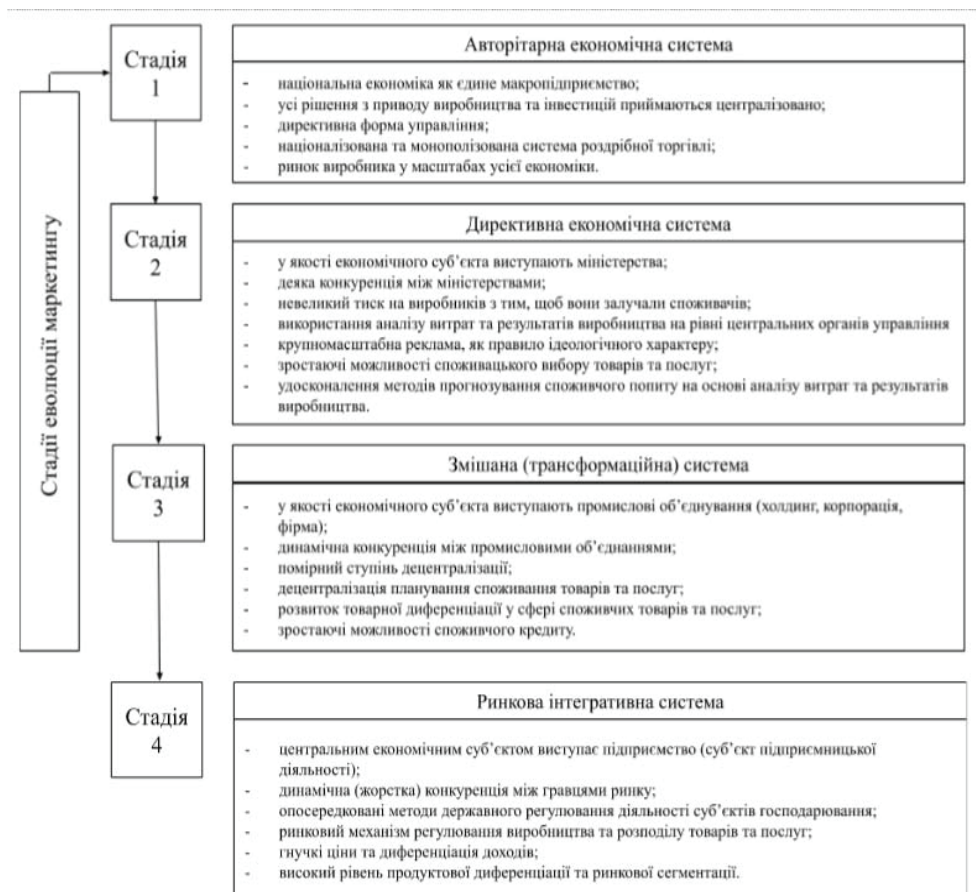 Стадії еволюції маркетингу
Стадія
1
Авторітарна економічна система
- національна економіка як єдине макропідприємство;
- усі рішення з приводу виробництва та інвестицій приймаються централізовано;
- директивна форма управління;
- націоналізована та монополізована система роздрібної торгівлі;
- ринок виробника у масштабах усієї економіки.
Стадія
2
Директивна економічна система
- у якості економічного суб’єкта виступають міністерства;
- деяка конкуренція між міністерствами;
- невеликий тиск на виробників з тим, щоб вони залучали споживачів;
- використання аналізу витрат та результатів виробництва на рівні центральних органів управління
- крупномасштабна реклама, як правило ідеологічного характеру;
- зростаючі можливості споживацького вибору товарів та послуг;
- удосконалення методів прогнозування споживчого попиту на основі аналізу витрат та результатів
виробництва.
Стадія
3
Змішана (трансформаційна) система
- у якості економічного суб’єкта виступають промислові об’єднування (холдинг, корпорація,
фірма);
- динамічна конкуренція між промисловими об’єднаннями;
- помірний ступінь децентралізації;
- децентралізація планування споживання товарів та послуг;
- розвиток товарної диференціації у сфері споживчих товарів та послуг;
- зростаючі можливості споживчого кредиту.
Стадія
4
Ринкова інтегративна система
- центральним економічним суб’єктом виступає підприємство (суб’єкт підприємницької
діяльності);
- динамічна (жорстка) конкуренція між гравцями ринку;
- опосередковані методи державного регулювання діяльності суб’єктів господарювання;
- ринковий механізм регулювання виробництва та розподілу товарів та послуг;
- гнучкі ціни та диференціація доходів;
- високий рівень продуктової диференціації та ринкової сегментації.